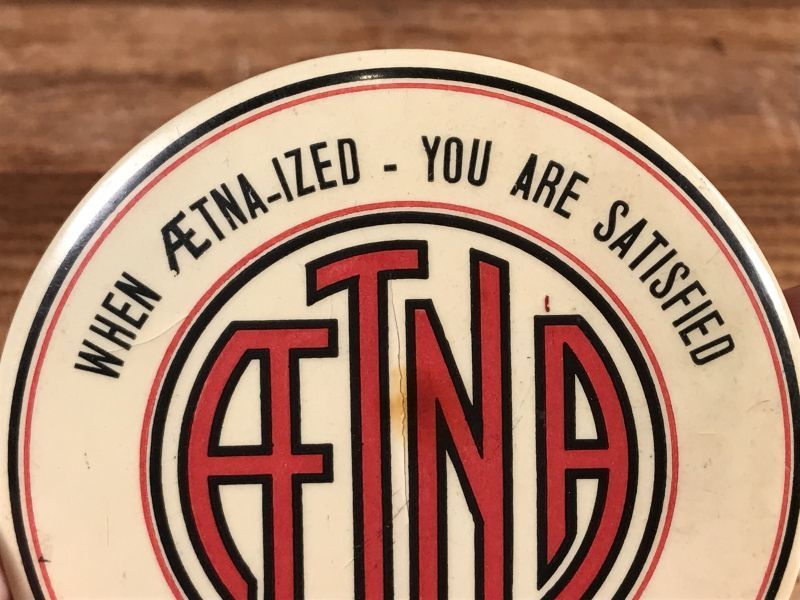 WHEN ÆTNA-IZED - YOU ARE SATISFIED
ÆTNA